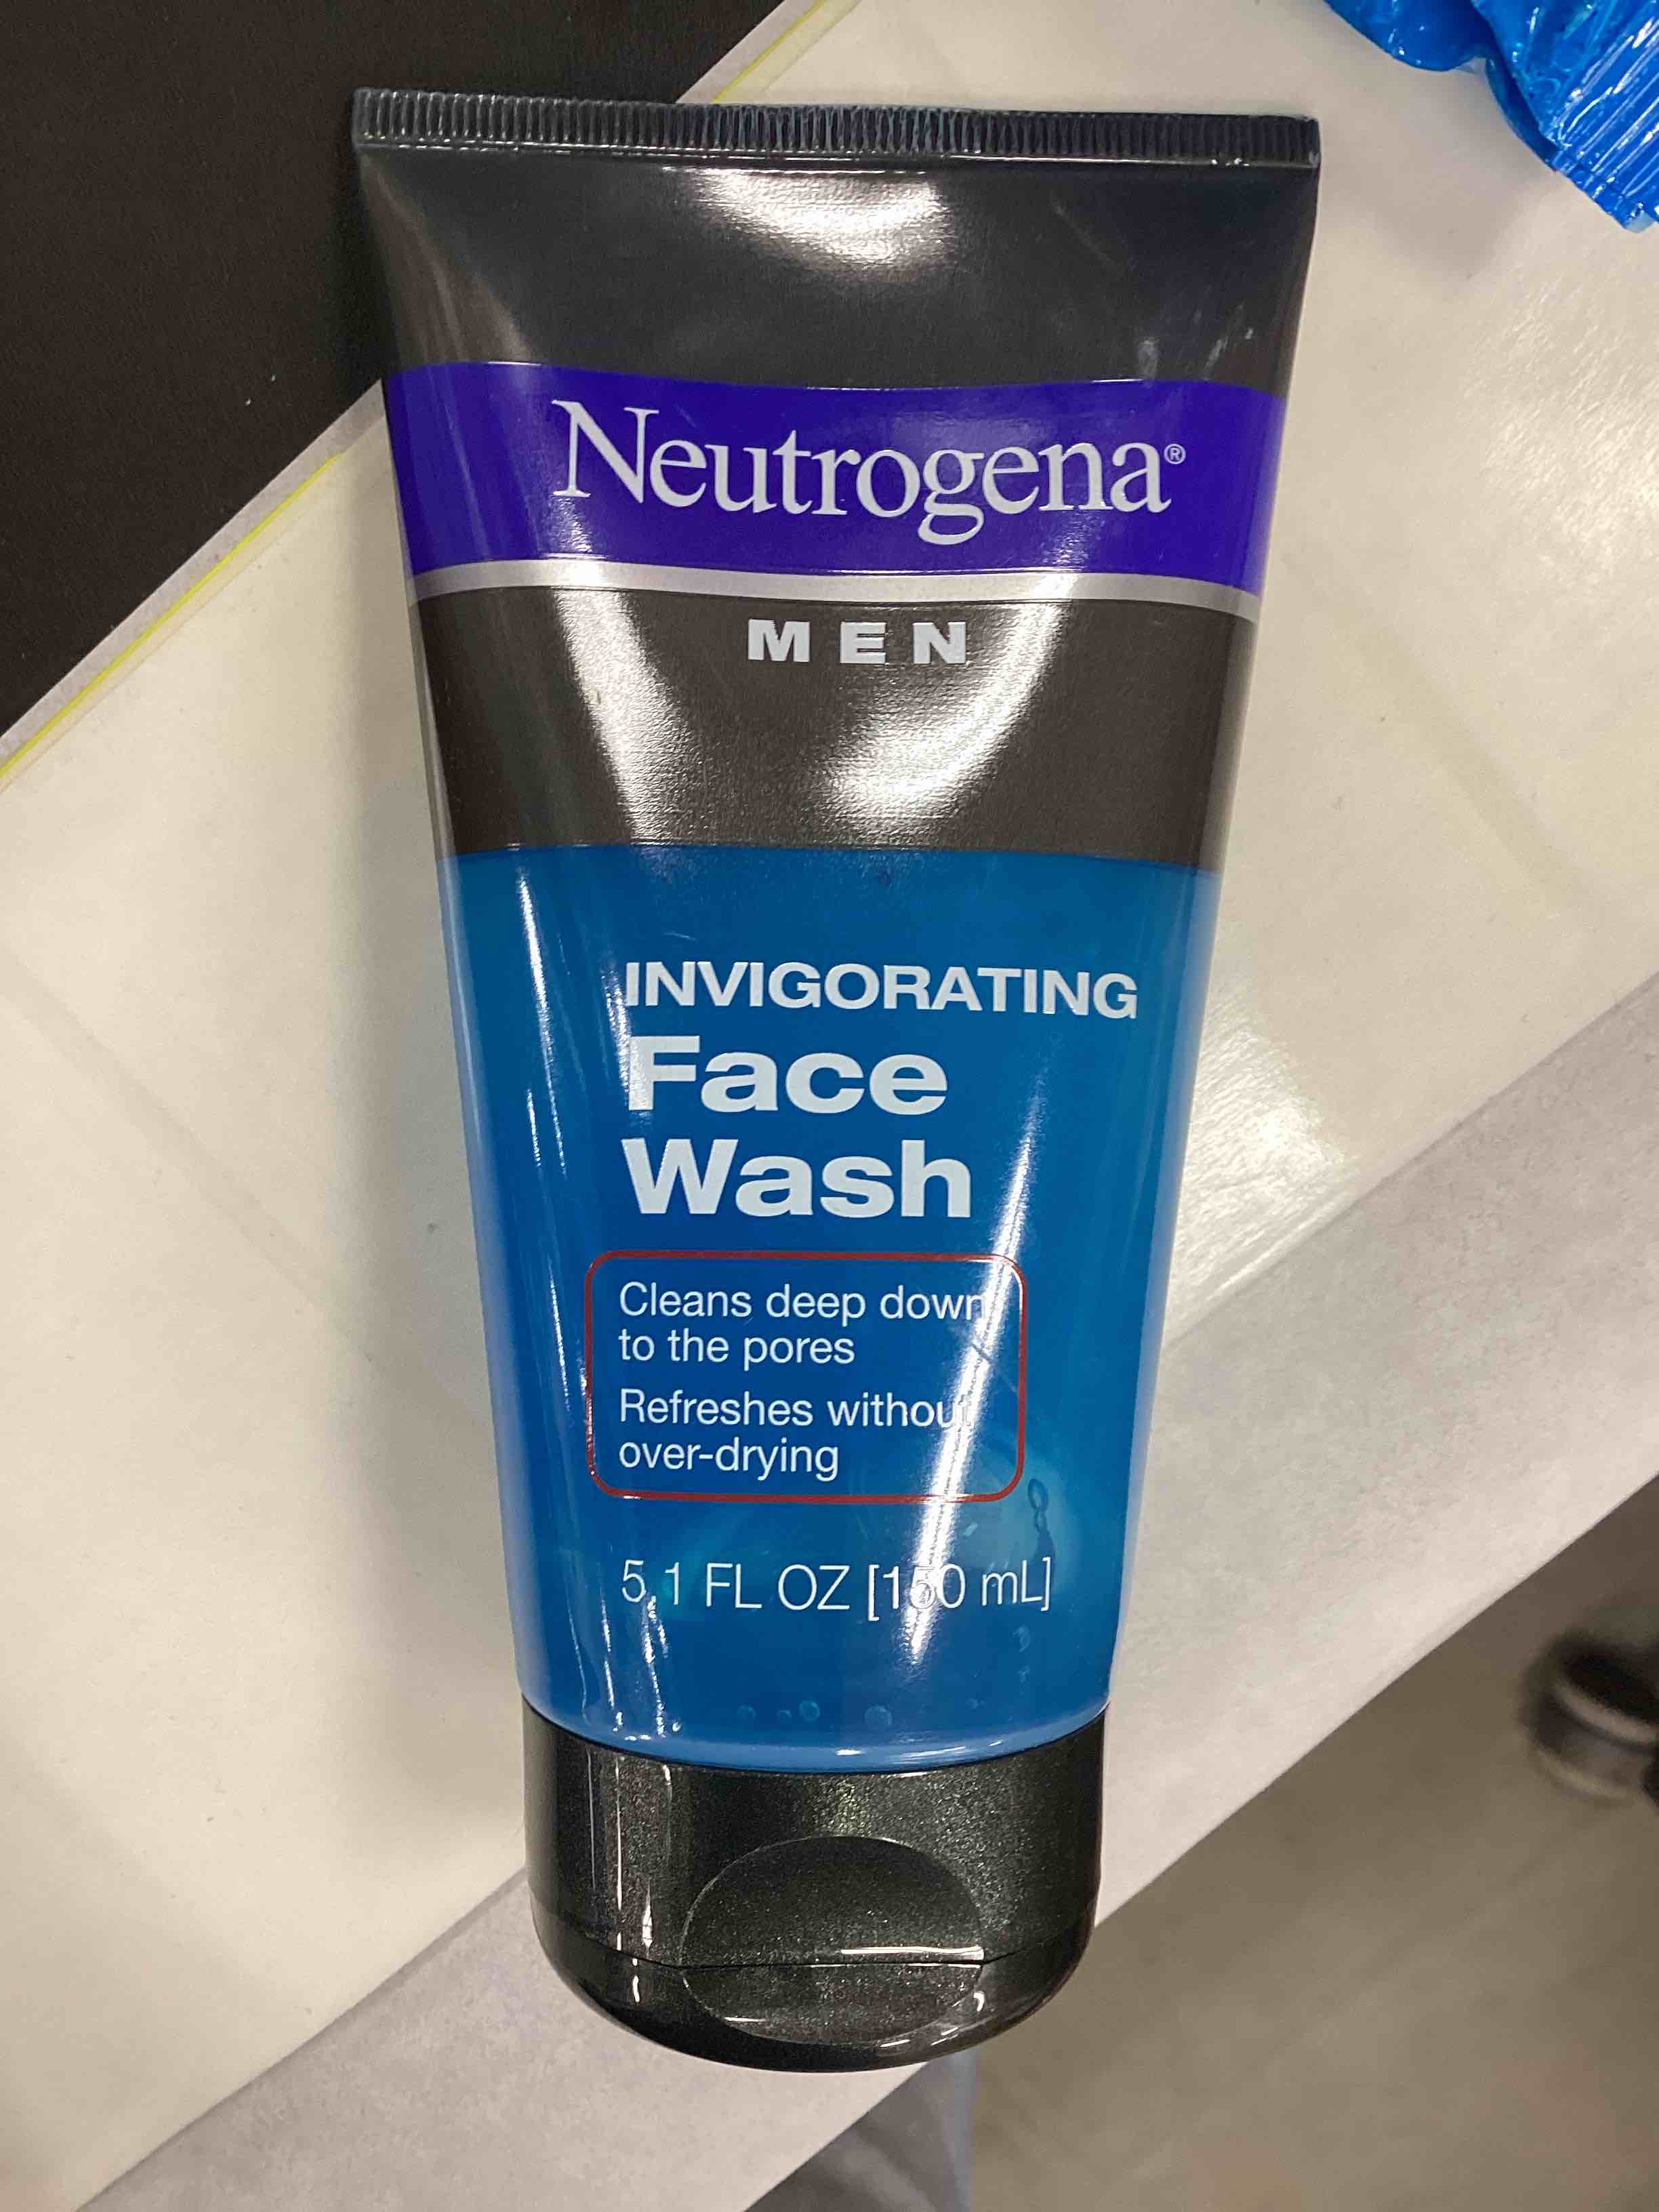 Neutrogena®
MEN
INVIGORATING
Face
Wash
Cleans deep down
to the pores
Refreshes without
over-drying
5.1 FL OZ [150 mL]